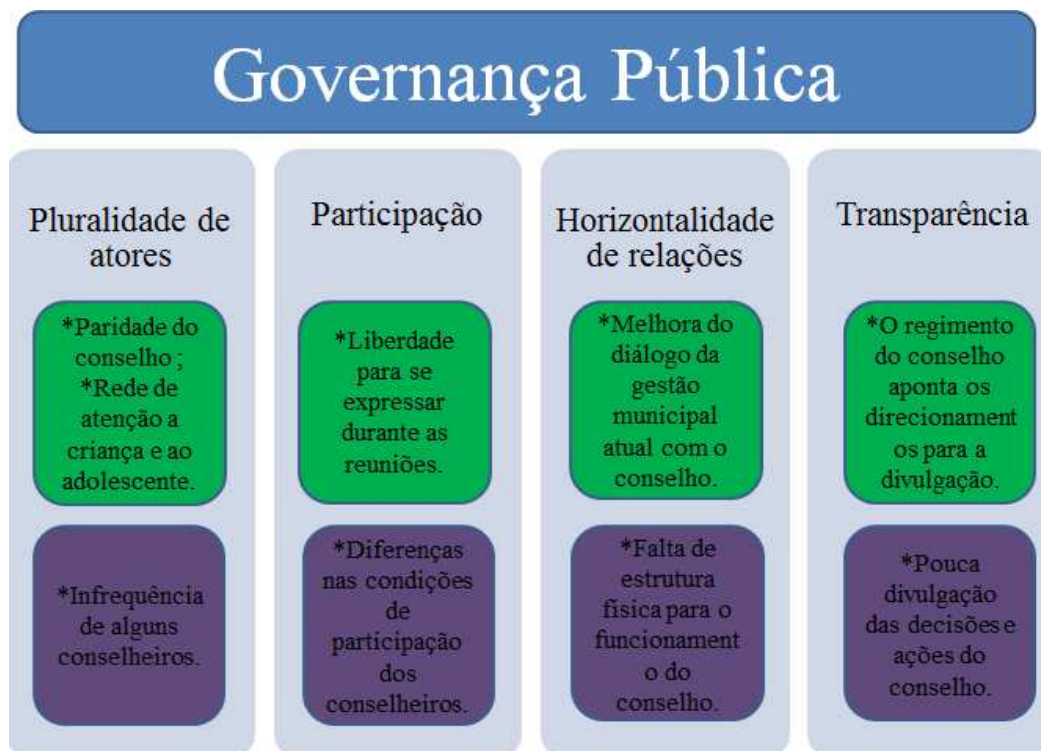 Governança Pública
Pluralidade de
atores
*Paridade do
conselho ;
*Rede de
atenção a
criança e ao
adolescente.
*Infrequência
de alguns
conselheiros.
Participação
*Liberdade
para se
expressar
durante as
reuniões.
*Diferenças
nas condições
de
participação
dos
conselheiros.
Horizontalidade
de relações
*Melhora do
diálogo da
gestão
municipal
atual com o
conselho.
*Falta de
estrutura
física para o
funcionament
o do
conselho.
Transparência
*O regimento
do conselho
aponta os
direcionament
os para a
divulgação.
*Pouca
divulgação
das decisões e
ações do
conselho.